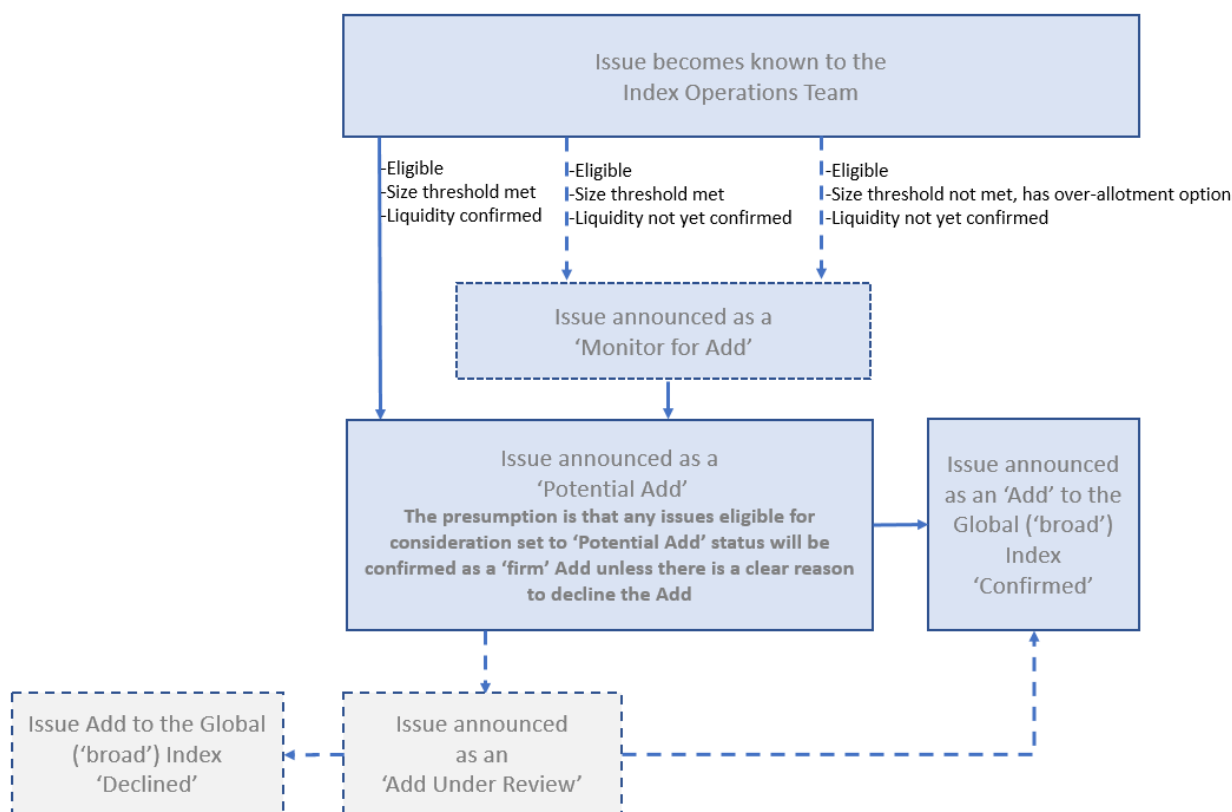 Issue becomes known to the
Index Operations Team
-Eligible
-Size threshold met
-Liquidity confirmed
-Eligible
-Size threshold met
-Liquidity not yet confirmed
-Eligible
-Size threshold not met, has over-allotment option
-Liquidity not yet confirmed
Issue announced as a
‘Monitor for Add’
Issue announced as a
‘Potential Add’
The presumption is that any issues eligible for
consideration set to ‘Potential Add’ status will be
confirmed as a ‘firm’ Add unless there is a clear reason
to decline the Add
Issue announced
as an ‘Add’ to the
Global (‘broad’)
Index
‘Confirmed’
Issue Add to the Global
(‘broad’) Index
‘Declined’
Issue announced
as an
‘Add Under Review’